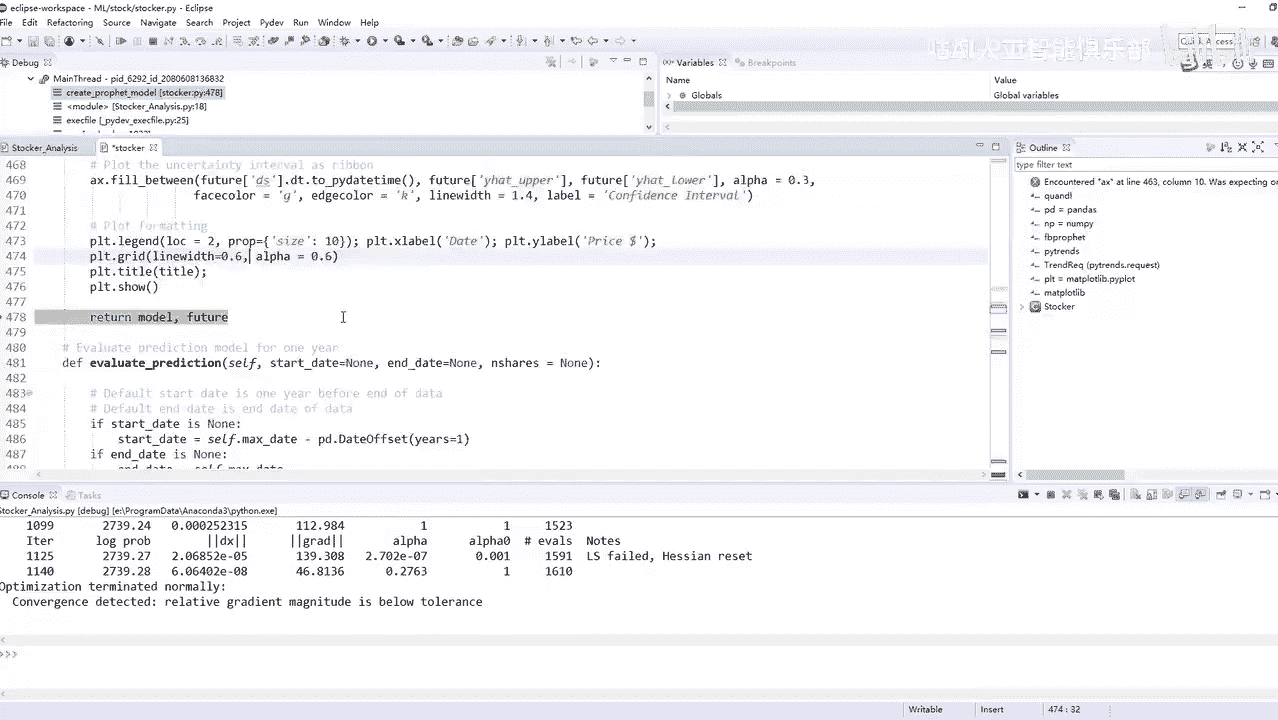 eclipse-workspace - ML/stock/stocker.py - Eclipse
File Edit Refactoring Source Navigate Search Project Pydev Run Window Help
Debug
MainThread - pid_6292_id_2080608136832
create_prophet_model [stocker.py:478]
<module> [Stocker_Analysis.py:18]
execfile [_pydev_execfile.py:25]
Variables Breakpoints
Name Value
Globals Global variables
Stocker_Analysis *stocker
468 # Plot the uncertainty interval as ribbon
469 ax.fill_between(future['ds'].dt.to_pydatetime(), future['yhat_upper'], future['yhat_lower'], alpha = 0.3,
470 facecolor = 'g', edgecolor = 'k', linewidth = 1.4, label = 'Confidence Interval')
471
472 # Plot formatting
473 plt.legend(loc = 2, prop={'size': 10}); plt.xlabel('Date'); plt.ylabel('Price $');
474 plt.grid(linewidth=0.6, alpha = 0.6)
475 plt.title(title);
476 plt.show()
477
478 return model, future
479
480 # Evaluate prediction model for one year
481 def evaluate_prediction(self, start_date=None, end_date=None, nshares = None):
482
483 # Default start date is one year before end of data
484 # Default end date is end date of data
485 if start_date is None:
486 start_date = self.max_date - pd.DateOffset(years=1)
487 if end_date is None:
488 end_date = self.max_date
Outline
type filter text
Encountered "ax" at line 463, column 10. Was expecting o
quandl
pd = pandas
np = numpy
fbprophet
pytrends
TrendReq (pytrends.request)
plt = matplotlib.pyplot
matplotlib
Stocker
Console Tasks
Stocker_Analysis.py [debug] [e:\ProgramData\Anaconda3\python.exe]
1099 2739.24 0.000252315 112.984 1 1 1523
Iter log prob ||dx|| ||grad|| alpha alpha0 # evals Notes
1125 2739.27 2.06852e-05 139.308 2.702e-07 0.001 1591 LS failed, Hessian reset
1140 2739.28 6.06402e-08 46.8136 0.2763 1 1610
Optimization terminated normally:
Convergence detected: relative gradient magnitude is below tolerance
>>>
Writable Insert 474 : 32